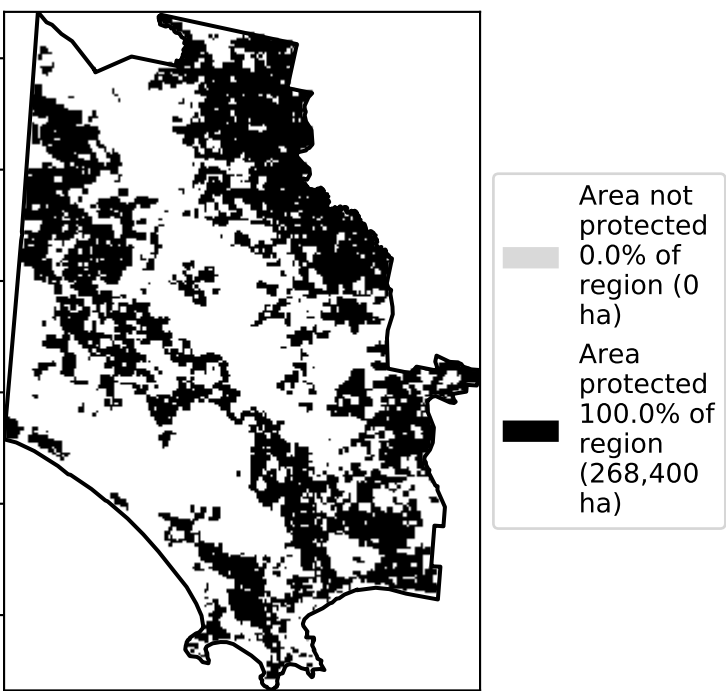 Area not
protected
0.0% of
region (0
ha)
Area
protected
100.0% of
region
(268,400
ha)